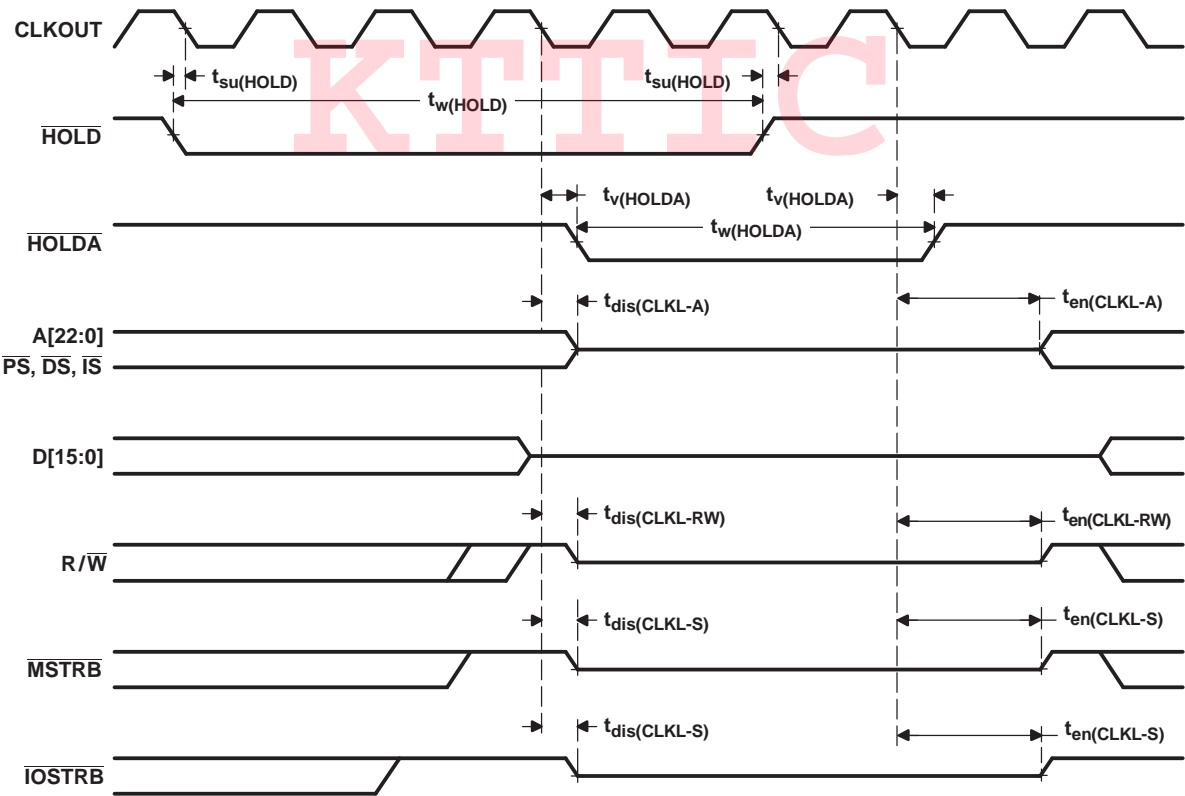 CLKOUT
tsu(HOLD)
tsu(HOLD)
tw(HOLD)
KTTIC
HOLD
tv(HOLDA)
tv(HOLDA)
tw(HOLDA)
HOLDA
tdis(CLKL-A)
ten(CLKL-A)
A[22:0]
PS, DS, IS
D[15:0]
tdis(CLKL-RW)
ten(CLKL-RW)
R/W
tdis(CLKL-S)
ten(CLKL-S)
MSTRB
tdis(CLKL-S)
ten(CLKL-S)
IOSTRB